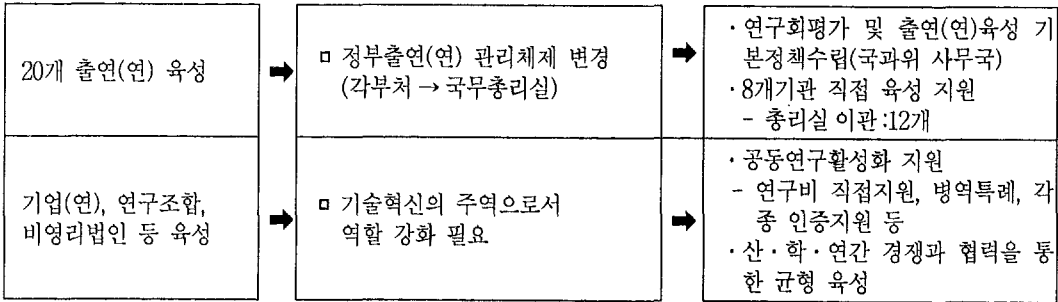 20개 출연(연) 육성
➡
□ 정부출연(연) 관리체제 변경
(각부처 → 국무총리실)
➡
·연구회평가 및 출연(연)육성 기
본정책수립(국과위 사무국)
·8개기관 직접 육성 지원
- 총리실 이관:12개
기업(연), 연구조합,
비영리법인 등 육성
➡
□ 기술혁신의 주역으로서
역할 강화 필요
➡
·공동연구활성화 지원
- 연구비 직접지원, 병역특례, 각
종 인증지원 등
·산·학·연간 경쟁과 협력을 통
한 균형 육성